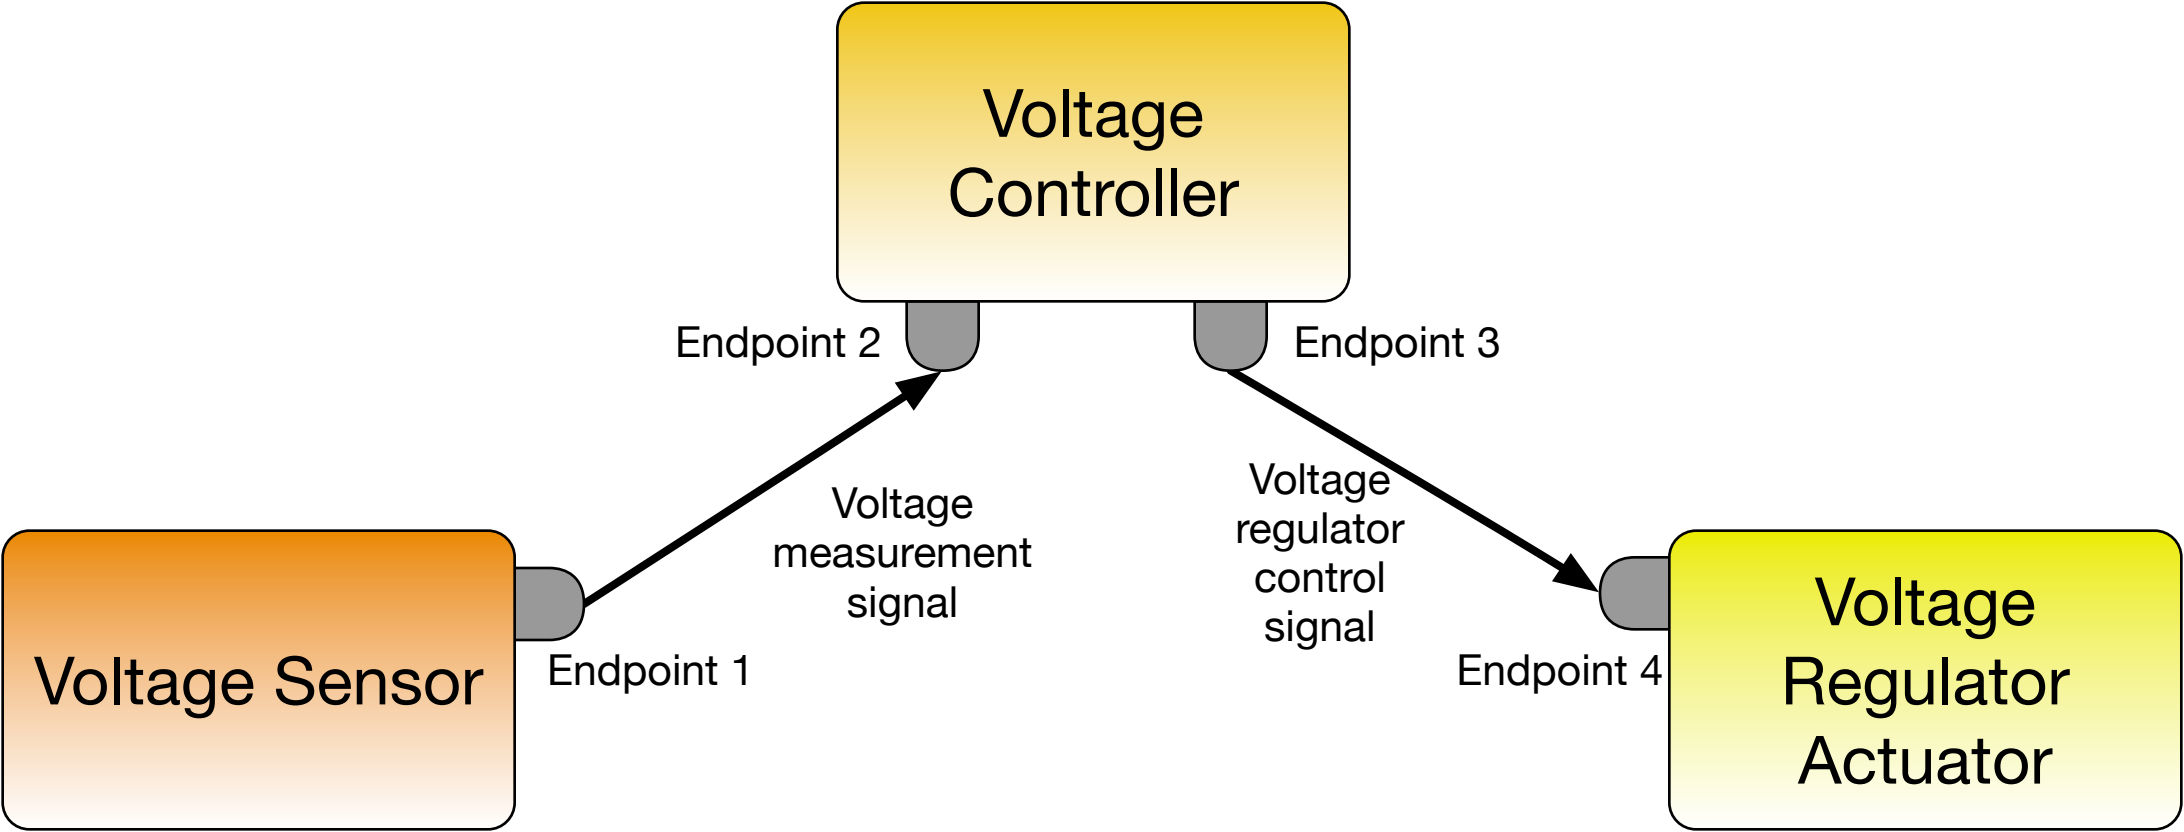 Voltage
Controller
Endpoint 2
Endpoint 3
Voltage
measurement
signal
Voltage
regulator
control
signal
Voltage Sensor
Endpoint 1
Endpoint 4
Voltage
Regulator
Actuator